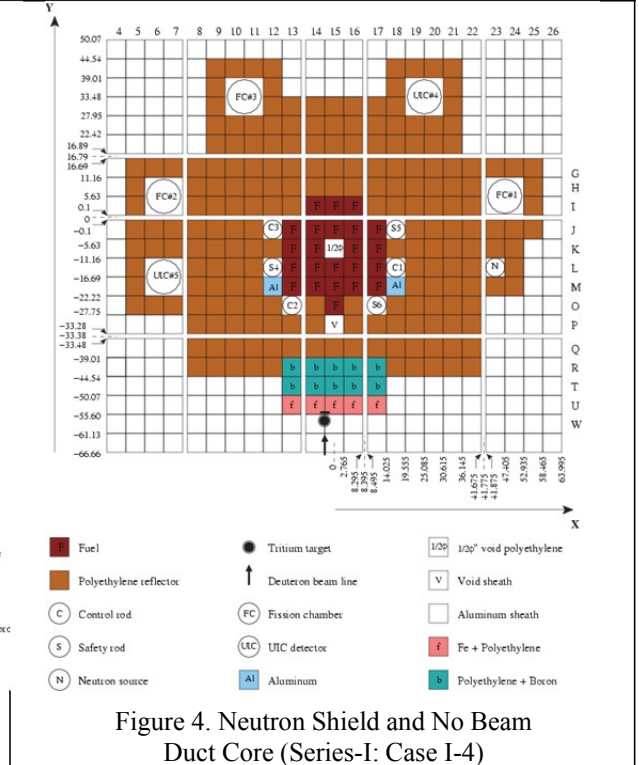 Y
4 5 6 7 8 9 10 11 12 13 14 15 16 17 18 19 20 21 22 23 24 25 26
50.07
44.54
39.01
FC#3 UIC#4
33.48
27.95
22.42
16.89
16.79
16.69
G
11.16
H
FC#2 FC#1
5.63
I
F F F
0.1
0
-0.1
C3 F F F F F S5 J
-5.63
F F F 1/2φ F F K
-11.16
UIC#5 S4 F F F F F C1 N L
-16.69
Al F F F F F Al M
-22.22
C2 F S6 O
-27.75
V P
-33.28
-33.38
-33.48
Q
-39.01
b b b b b R
-44.54
b b b b b T
-50.07
f f f f f U
-55.60
W
-61.13
-66.66
0
2.765
8.295
8.395
8.495
14.025
19.555
25.085
30.615
36.145
41.675
41.775
41.875
47.405
52.935
58.465
63.995
X
F Fuel
Tritium target
1/2φ 1/2φ" void polyethylene
Polyethylene reflector
Deuteron beam line
V Void sheath
C Control rod
FC Fission chamber
Aluminum sheath
S Safety rod
UIC UIC detector
f Fe + Polyethylene
N Neutron source
Al Aluminum
b Polyethylene + Boron
Figure 4. Neutron Shield and No Beam
Duct Core (Series-I: Case I-4)